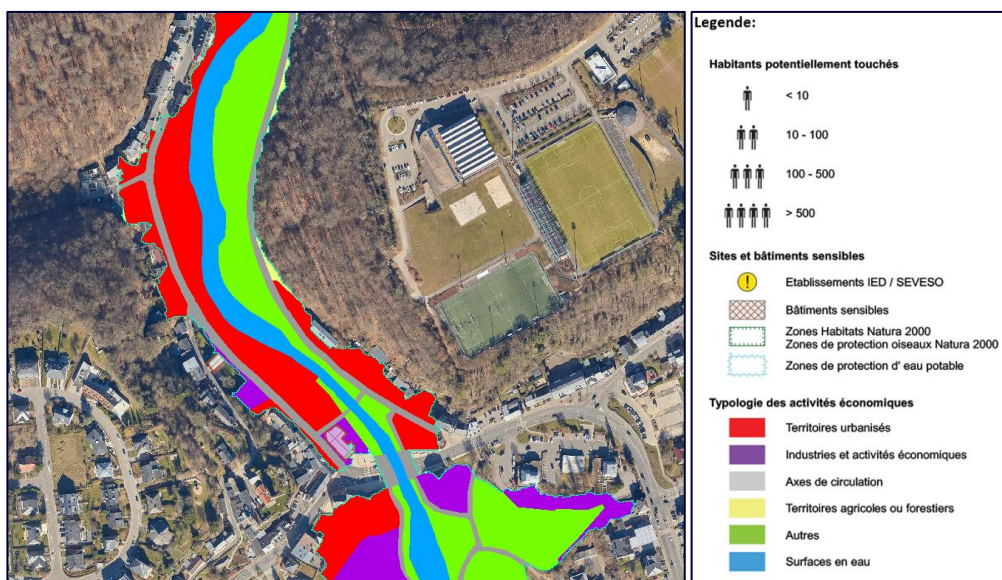 Legende:
Habitants potentiellement touchés
< 10
10 - 100
100 - 500
> 500
Sites et bâtiments sensibles
Etablissements IED / SEVESO
Bâtiments sensibles
Zones Habitats Natura 2000
Zones de protection oiseaux Natura 2000
Zones de protection d' eau potable
Typologie des activités économiques
Territoires urbanisés
Industries et activités économiques
Axes de circulation
Territoires agricoles ou forestiers
Autres
Surfaces en eau